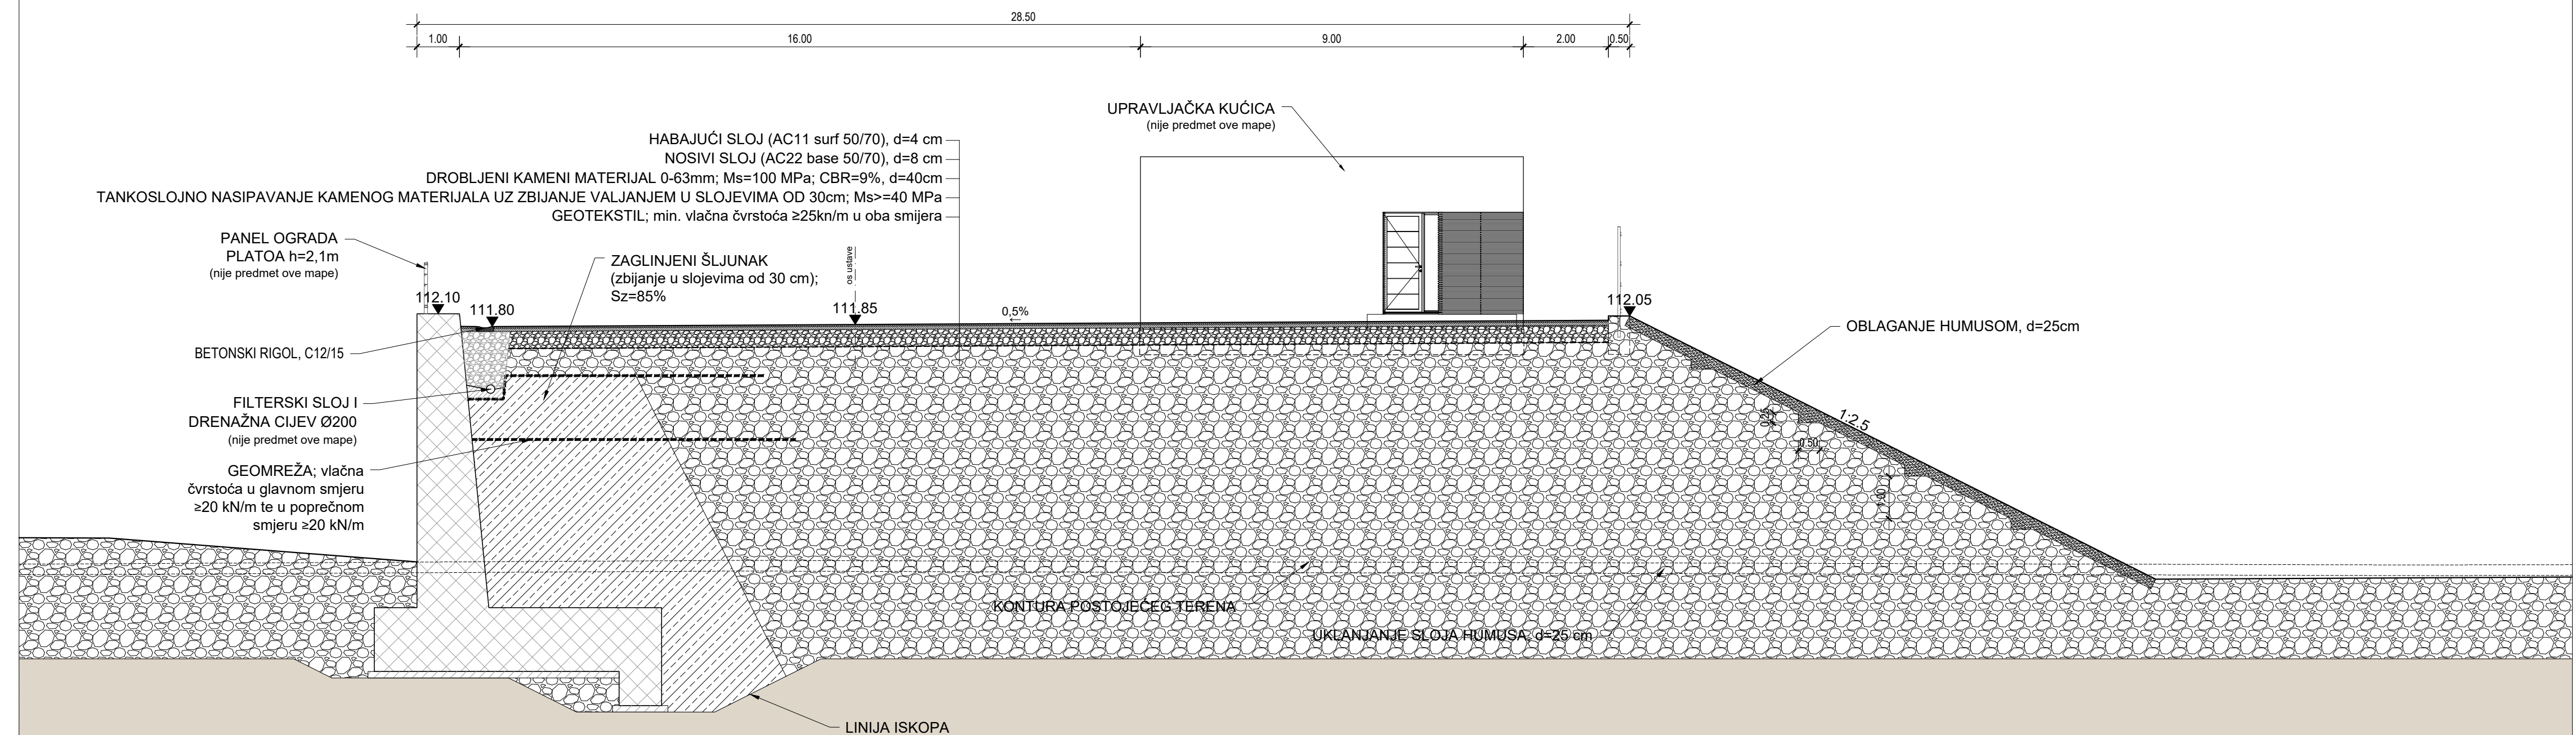 28.50
1.00
16.00
9.00
2.00
0.50
UPRAVLJAČKA KUĆICA
(nije predmet ove mape)
HABAJUĆI SLOJ (AC11 surf 50/70), d=4 cm
NOSIVI SLOJ (AC22 base 50/70), d=8 cm
DROBLJENI KAMENI MATERIJAL 0-63mm; Ms=100 MPa; CBR=9%, d=40cm
TANKOSLOJNO NASIPAVANJE KAMENOG MATERIJALA UZ ZBIJANJE VALJANJEM U SLOJEVIMA OD 30cm; Ms>=40 MPa
GEOTEKSTIL; min. vlačna čvrstoća ≥25kn/m u oba smijera
PANEL OGRADA
PLATOA h=2,1m
(nije predmet ove mape)
ZAGLINJENI ŠLJUNAK
(zbijanje u slojevima od 30 cm);
Sz=85%
os ustave
112.10
111.80
111.85
0,5%
112.05
OBLAGANJE HUMUSOM, d=25cm
BETONSKI RIGOL, C12/15
FILTERSKI SLOJ I
DRENAŽNA CIJEV Ø200
(nije predmet ove mape)
1:2.5
0.25
0.50
1.00
GEOMREŽA; vlačna
čvrstoća u glavnom smjeru
≥20 kN/m te u poprečnom
smjeru ≥20 kN/m
KONTURA POSTOJEĆEG TERENA
UKLANJANJE SLOJA HUMUSA, d=25 cm
LINIJA ISKOPA